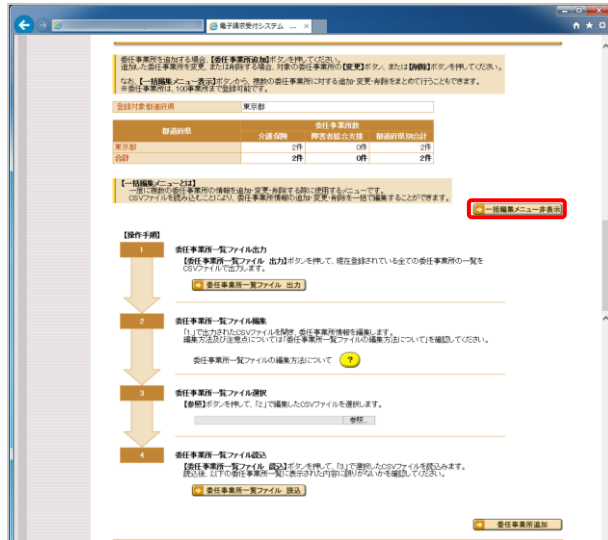 電子請求受付システム ...
委任事業所を追加する場合、【委任事業所追加】ボタンを押してください。
追加した委任事業所を変更、または削除する場合、対象の委任事業所の【変更】ボタン、または【削除】ボタンを押してください。
なお、【一括編集メニュー表示】ボタンから、複数の委任事業所に対する追加・変更・削除をまとめて行うこともできます。
※委任事業所は、100事業所まで登録可能です。
登録対象都道府県 東京都
都道府県 委任事業所数
介護保険 障害者総合支援 都道府県別合計
東京都 2件 0件 2件
合計 2件 0件 2件
【一括編集メニューとは】
一度に複数の委任事業所の情報を追加・変更・削除する際に使用するメニューです。
CSVファイルを読み込むことにより、委任事業所情報の追加・変更・削除を一括で編集することができます。
一括編集メニュー非表示
【操作手順】
1 委任事業所一覧ファイル出力
【委任事業所一覧ファイル 出力】ボタンを押して、現在登録されている全ての委任事業所の一覧を
CSVファイルで出力します。
委任事業所一覧ファイル 出力
2 委任事業所一覧ファイル編集
「1」で出力されたCSVファイルを開き、委任事業所情報を編集します。
編集方法及び注意点については「委任事業所一覧ファイルの編集方法について」を確認してください。
委任事業所一覧ファイルの編集方法について ?
3 委任事業所一覧ファイル選択
【参照】ボタンを押して、「2」で編集したCSVファイルを選択します。
参照...
4 委任事業所一覧ファイル読込
【委任事業所一覧ファイル 読込】ボタンを押して、「3」で選択したCSVファイルを読込みます。
読込後、以下の委任事業所一覧に表示された内容に誤りがないかを確認してください。
委任事業所一覧ファイル 読込
委任事業所追加